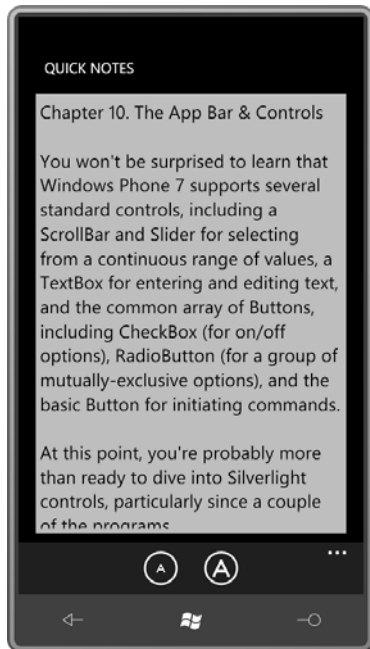 QUICK NOTES
Chapter 10. The App Bar & Controls
You won't be surprised to learn that
Windows Phone 7 supports several
standard controls, including a
ScrollBar and Slider for selecting
from a continuous range of values, a
TextBox for entering and editing text,
and the common array of Buttons,
including CheckBox (for on/off
options), RadioButton (for a group of
mutually-exclusive options), and the
basic Button for initiating commands.
At this point, you're probably more
than ready to dive into Silverlight
controls, particularly since a couple
of the programs
A A ...